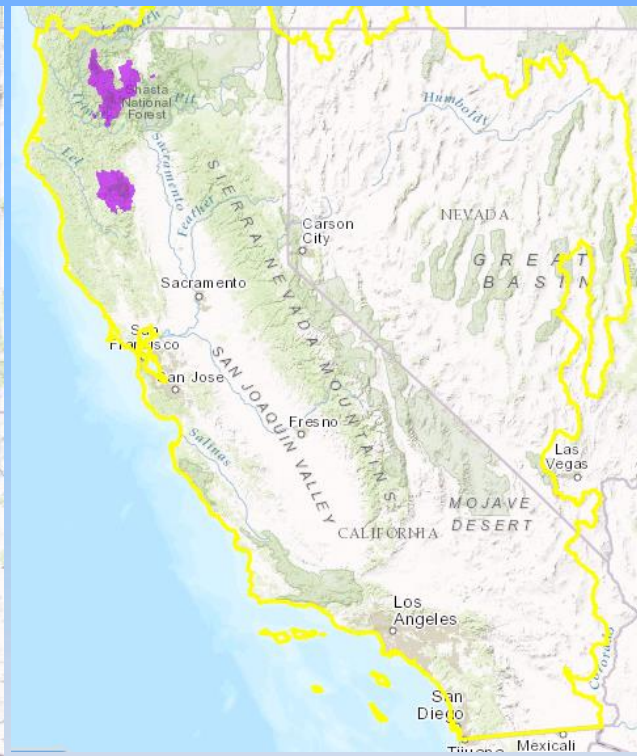 Klamath
Shasta
National
Forest
Pit
Trinity
Eel
Sacramento
Feather
Humboldt
SIERRA NEVADA MOUNTAINS
NEVADA
GREAT
BASIN
Carson
City
Sacramento
San
Francisco
San Jose
SAN JOAQUIN VALLEY
Fresno
Salinas
Las
Vegas
MOJAVE
DESERT
CALIFORNIA
Los
Angeles
Colorado
San
Diego
Tijuana
Mexicali